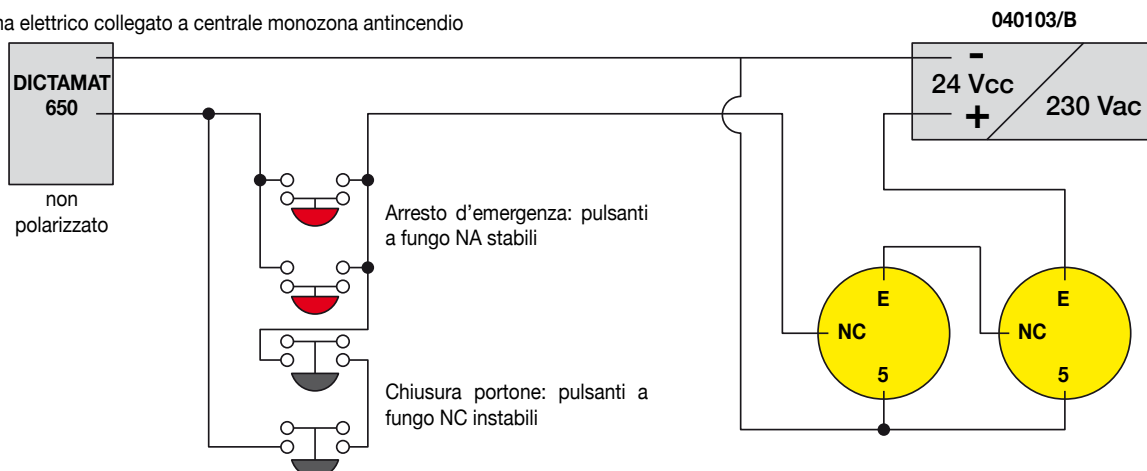 elettrico collegato a centrale monozona antincendio
040103/B
DICTAMAT
650
non
polarizzato
-
24 Vcc
+
230 Vac
Arresto d'emergenza: pulsanti
a fungo NA stabili
Chiusura portone: pulsanti a
fungo NC instabili
E
NC
5
E
NC
5